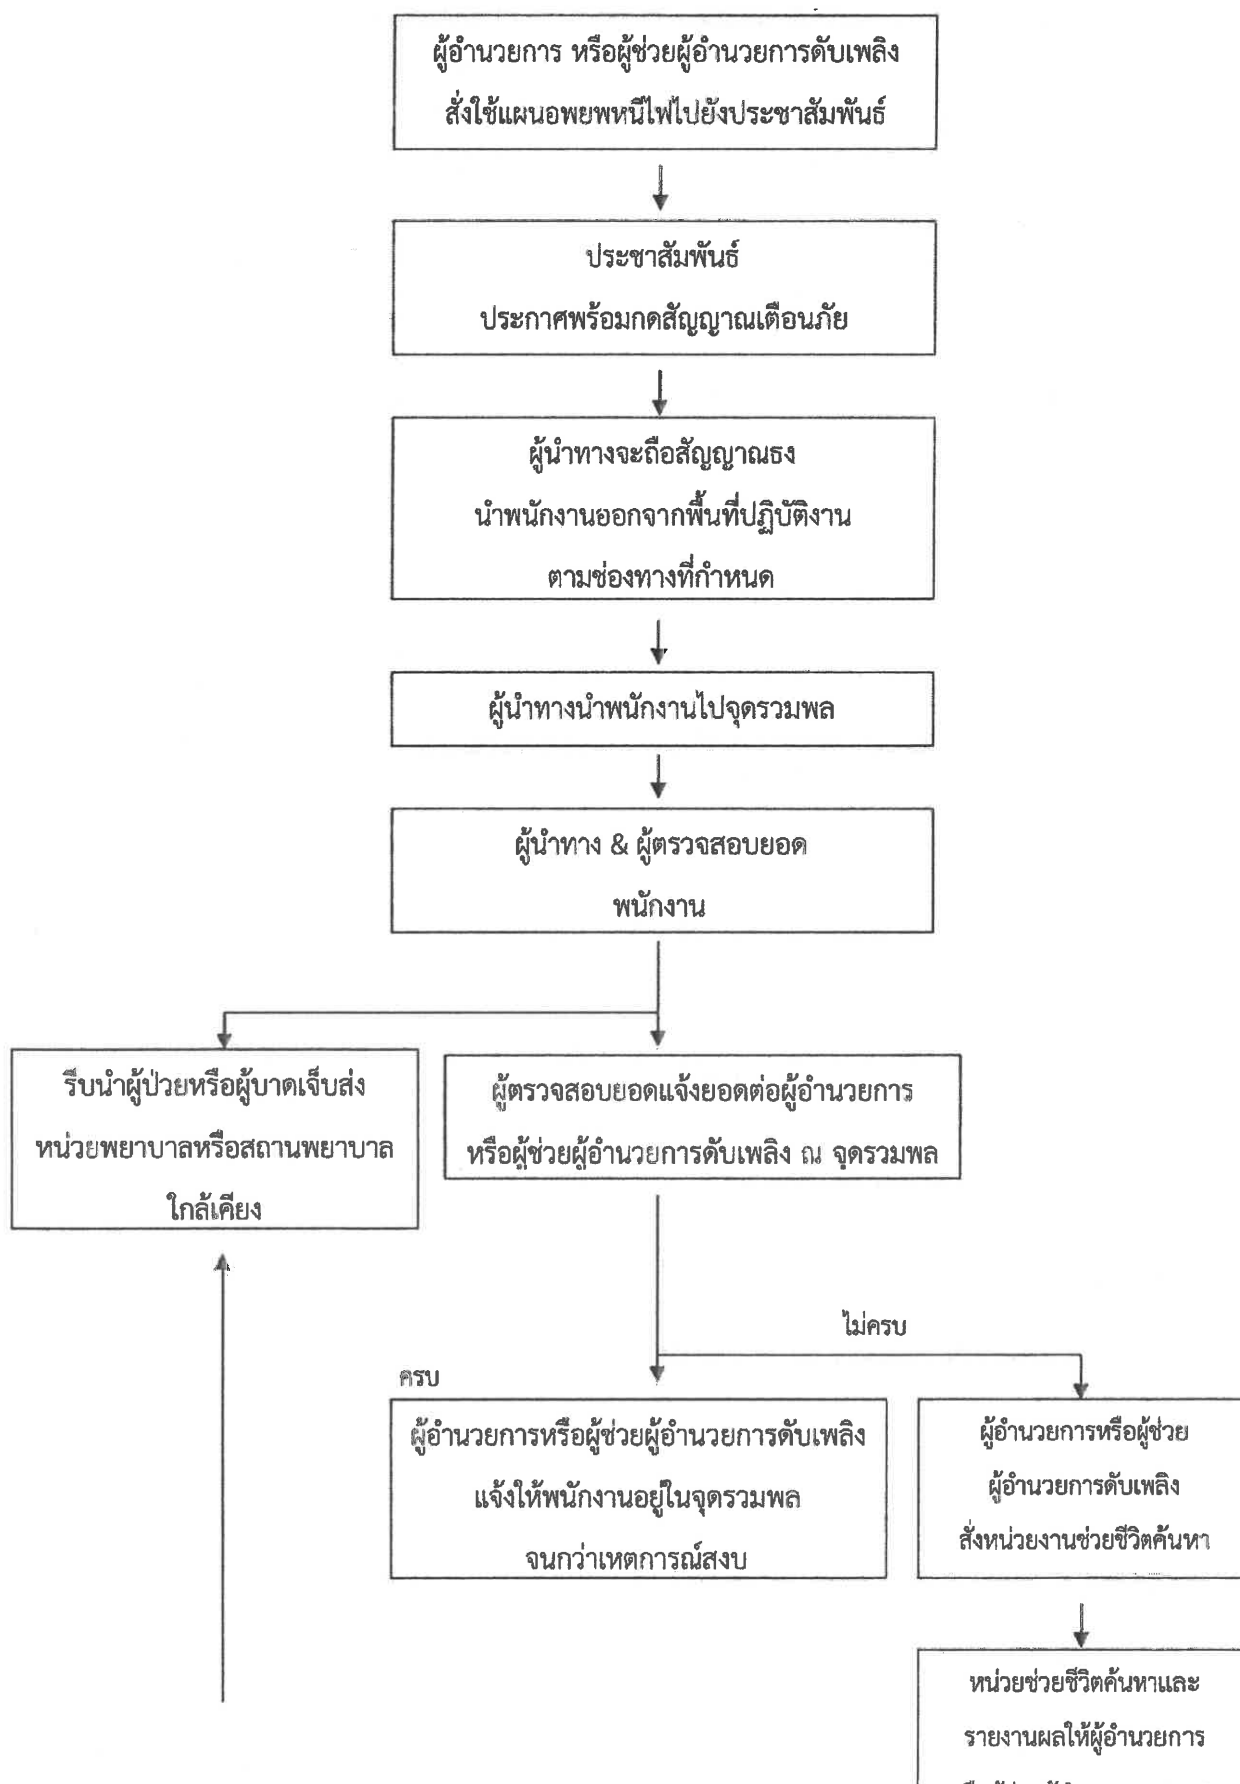 ผู้อำนวยการ หรือผู้ช่วยผู้อำนวยการดับเพลิง
สั่งใช้แผนอพยพหนีไฟไปยังประชาสัมพันธ์
ประชาสัมพันธ์
ประกาศพร้อมกดสัญญาณเตือนภัย
ผู้นำทางจะถือสัญญาณธง
นำพนักงานออกจากพื้นที่ปฏิบัติงาน
ตามช่องทางที่กำหนด
ผู้นำทางนำพนักงานไปจุดรวมพล
ผู้นำทาง & ผู้ตรวจสอบยอด
พนักงาน
รีบนำผู้ป่วยหรือผู้บาดเจ็บส่ง
หน่วยพยาบาลหรือสถานพยาบาล
ใกล้เคียง
ผู้ตรวจสอบยอดแจ้งยอดต่อผู้อำนวยการ
หรือผู้ช่วยผู้อำนวยการดับเพลิง ณ จุดรวมพล
ไม่ครบ
ครบ
ผู้อำนวยการหรือผู้ช่วยผู้อำนวยการดับเพลิง
แจ้งให้พนักงานอยู่ในจุดรวมพล
จนกว่าเหตุการณ์สงบ
ผู้อำนวยการหรือผู้ช่วย
ผู้อำนวยการดับเพลิง
สั่งหน่วยงานช่วยชีวิตค้นหา
หน่วยช่วยชีวิตค้นหาและ
รายงานผลให้ผู้อำนวยการ